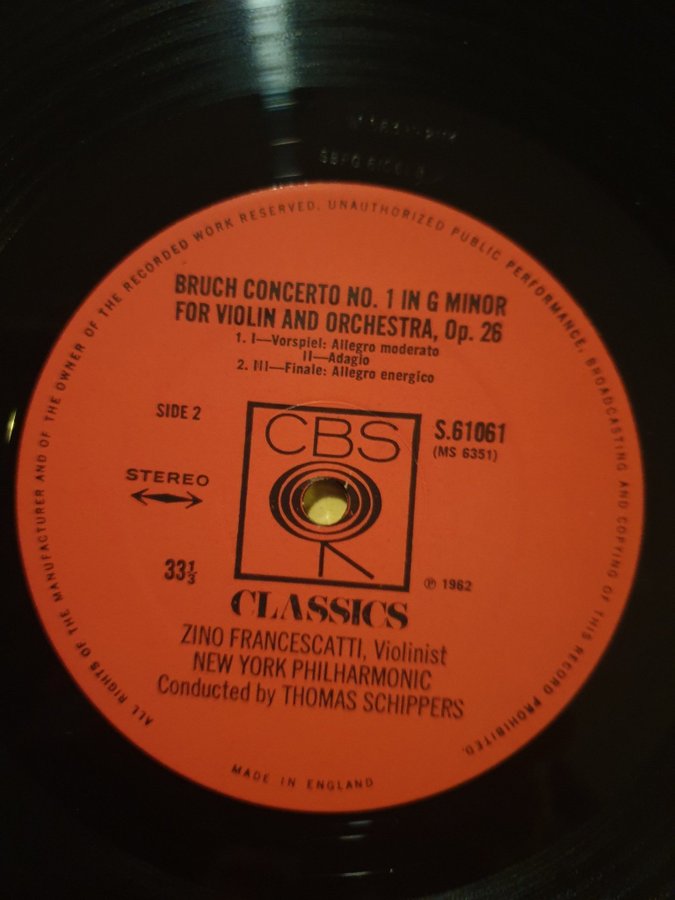 ALL RIGHTS OF THE MANUFACTURER AND OF THE OWNER OF THE RECORDED WORK RESERVED. UNAUTHORIZED PUBLIC PERFORMANCE, BROADCASTING AND COPYING OF THIS RECORD PROHIBITED.
BRUCH CONCERTO NO. 1 IN G MINOR
FOR VIOLIN AND ORCHESTRA, Op. 26
1. I—Vorspiel: Allegro moderato
II—Adagio
2. III—Finale: Allegro energico
SIDE 2
CBS
S.61061
(MS 6351)
STEREO
33⅓
℗ 1962
CLASSICS
ZINO FRANCESCATTI, Violinist
NEW YORK PHILHARMONIC
Conducted by THOMAS SCHIPPERS
MADE IN ENGLAND